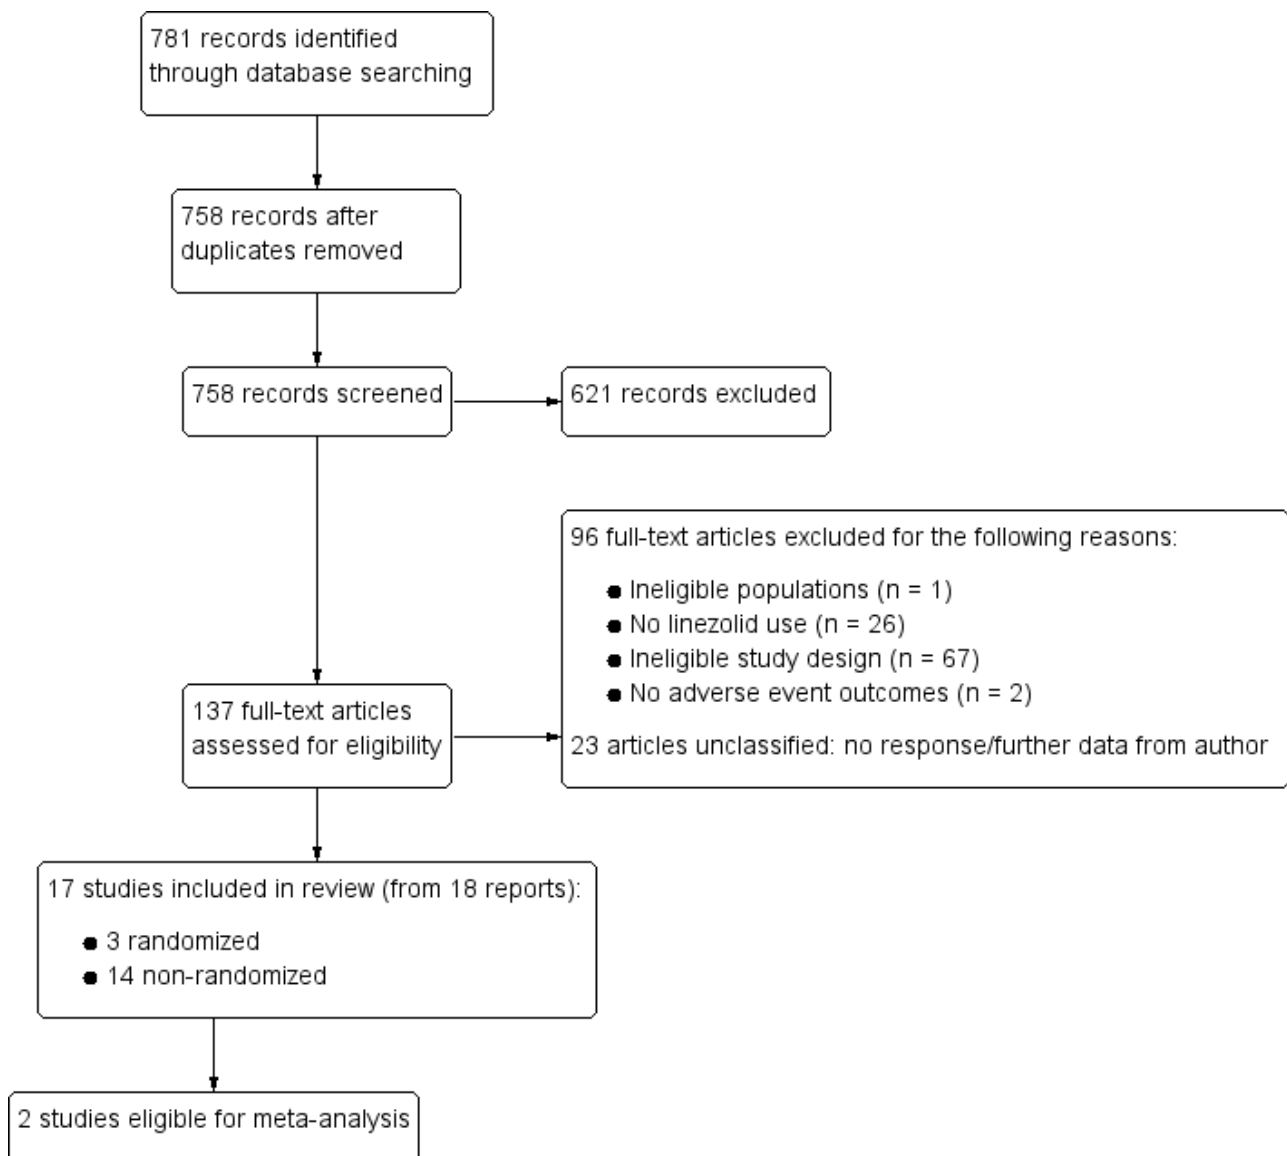 781 records identified
through database searching
758 records after
duplicates removed
758 records screened
621 records excluded
96 full-text articles excluded for the following reasons:
● Ineligible populations (n = 1)
● No linezolid use (n = 26)
● Ineligible study design (n = 67)
● No adverse event outcomes (n = 2)
23 articles unclassified: no response/further data from author
137 full-text articles
assessed for eligibility
17 studies included in review (from 18 reports):
● 3 randomized
● 14 non-randomized
2 studies eligible for meta-analysis